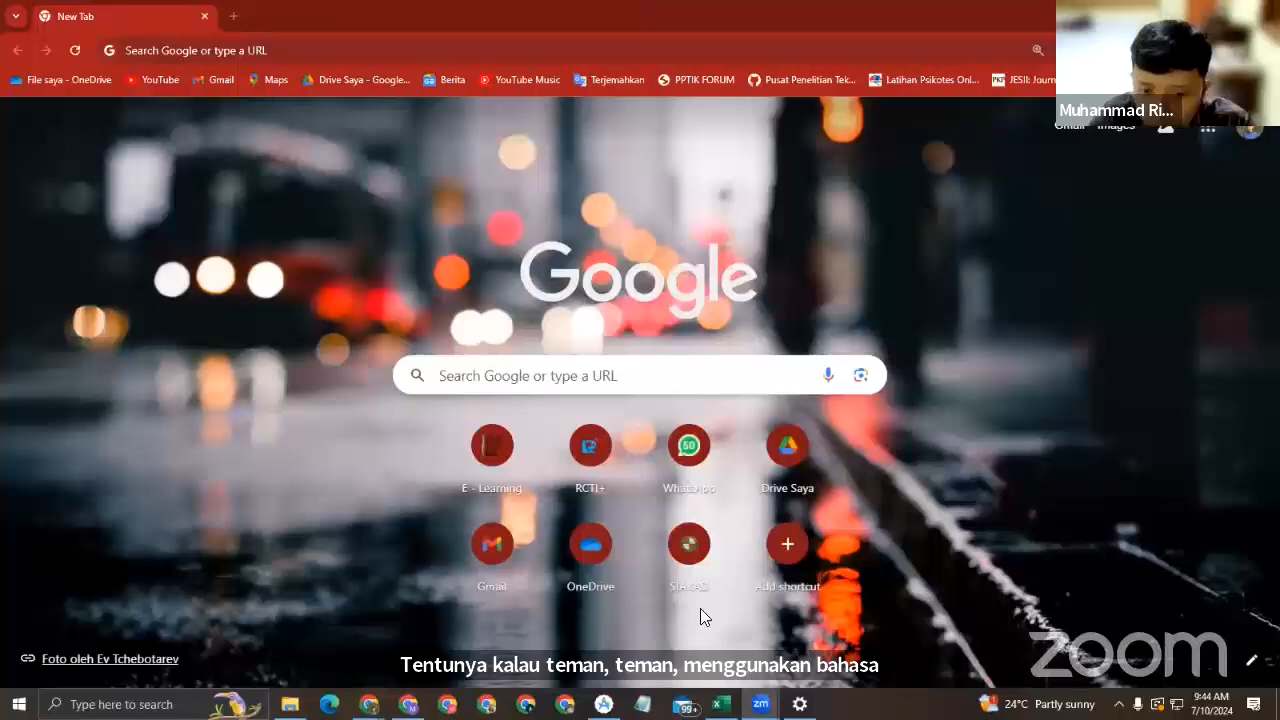 New Tab
Search Google or type a URL
File saya - OneDrive
YouTube
Gmail
Maps
Drive Saya - Google...
Berita
YouTube Music
Terjemahkan
PPTIK FORUM
Pusat Penelitian Tek...
Latihan Psikotes Onl...
JESII: Journ
Muhammad Ri...
Gmail
Images
Google
Search Google or type a URL
E - Learning
RCTI+
WhatsApp
Drive Saya
Gmail
OneDrive
Add shortcut
Foto oleh Ev Tchebotarev
Tentunya kalau teman, teman, menggunakan bahasa
zoom
Type here to search
99+
zm
24°C Partly sunny
9:44 AM
7/10/2024